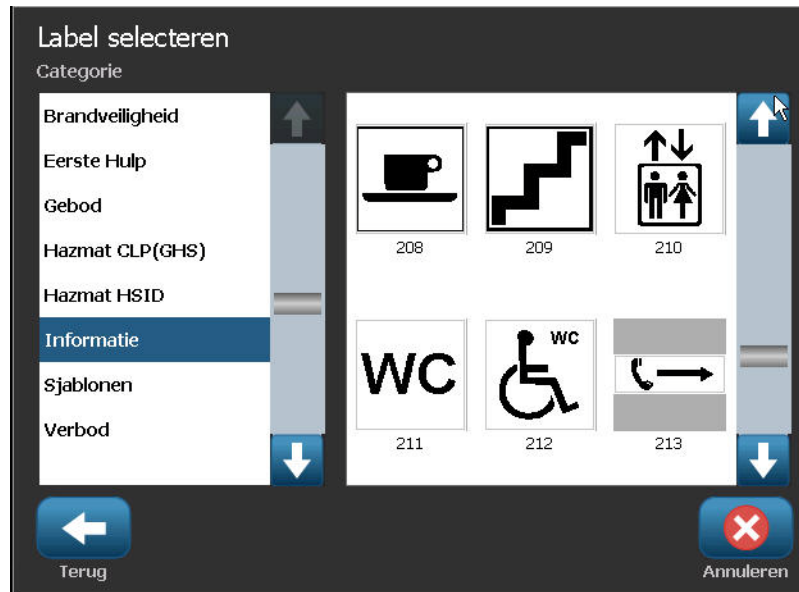 Label selecteren
Categorie
Brandveiligheid
Eerste Hulp
Gebod
Hazmat CLP(GHS)
Hazmat HSID
Informatie
Sjablonen
Verbod
208 209 210
WC
WC
211 212 213
Terug
Annuleren